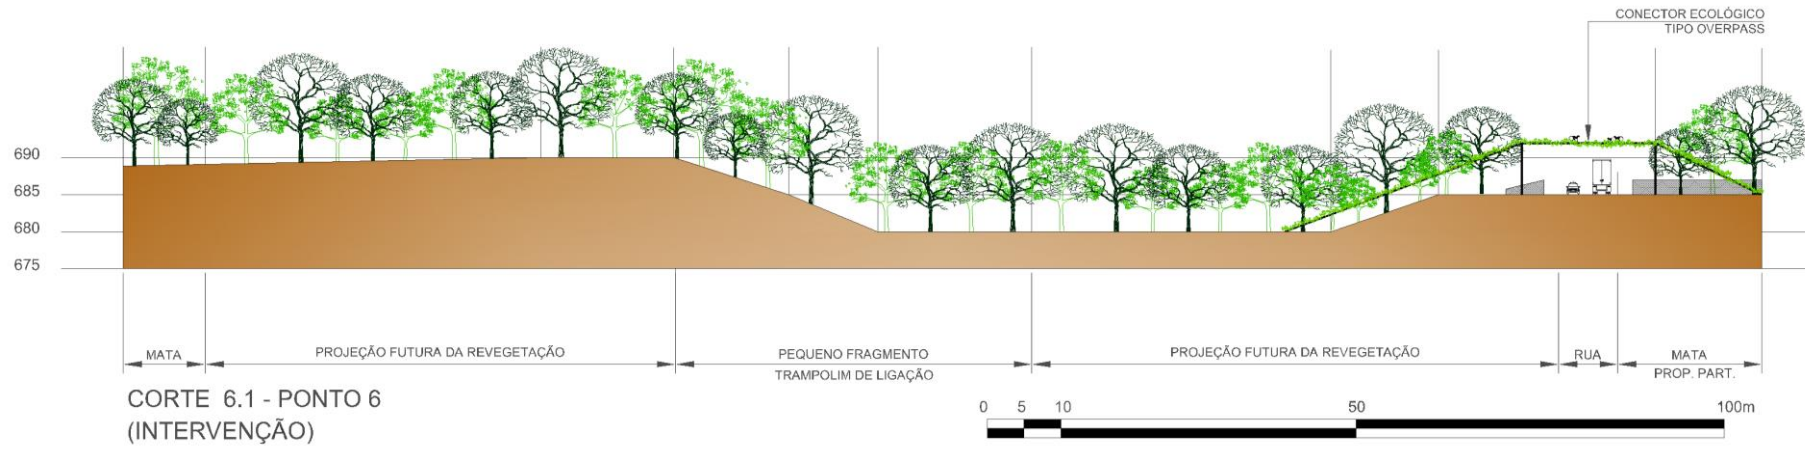 CONECTOR ECOLÓGICO
TIPO OVERPASS
690
685
680
675
MATA
PROJEÇÃO FUTURA DA REVEGETAÇÃO
PEQUENO FRAGMENTO
TRAMPOLIM DE LIGAÇÃO
PROJEÇÃO FUTURA DA REVEGETAÇÃO
RUA
MATA
PROP. PART.
CORTE 6.1 - PONTO 6
(INTERVENÇÃO)
0 5 10 50 100m